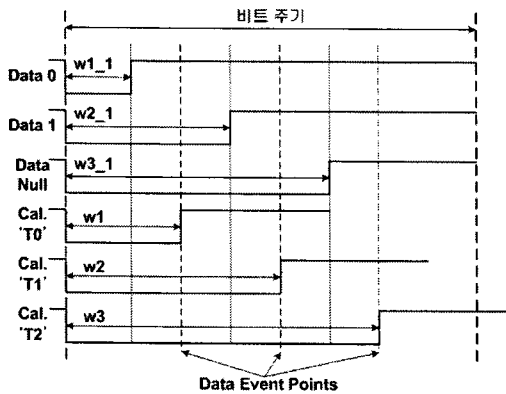 비트 주기
Data 0
w1_1
Data 1
w2_1
Data
Null
w3_1
Cal.
'T0'
w1
Cal.
'T1'
w2
Cal.
'T2'
w3
Data Event Points